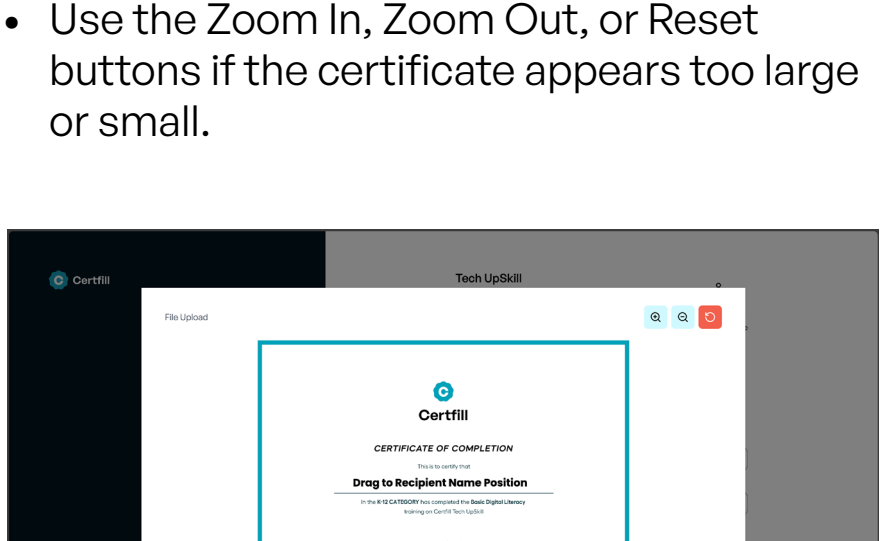 • Use the Zoom In, Zoom Out, or Reset
buttons if the certificate appears too large
or small.
Certfill
Tech UpSkill
File Upload
Certfill
CERTIFICATE OF COMPLETION
This is to certify that
Drag to Recipient Name Position
In the K-12 CATEGORY has completed the Basic Digital Literacy
training on Certfill Tech UpSkill